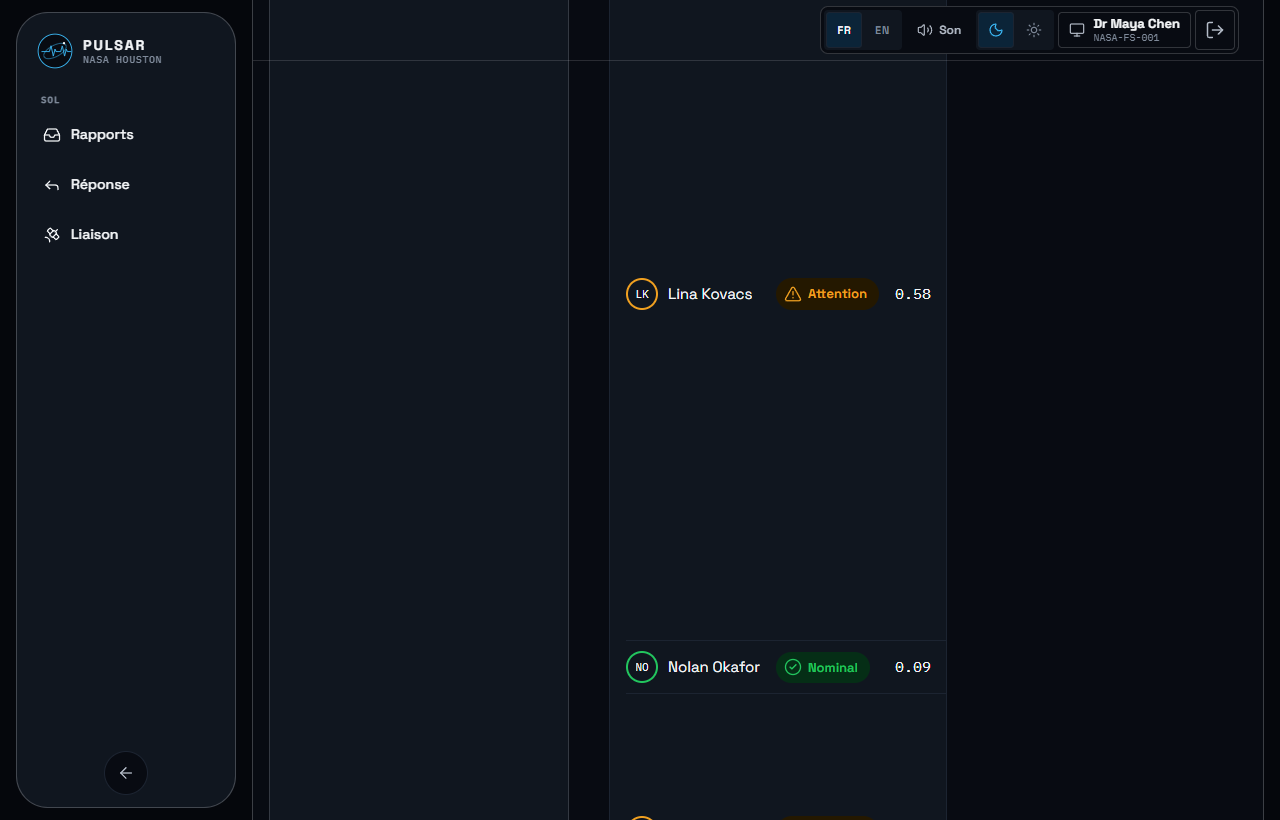 PULSAR
NASA HOUSTON
SOL
Rapports
Réponse
Liaison
FR EN Son Dr Maya Chen
NASA-FS-001
LK Lina Kovacs Attention 0.58
NO Nolan Okafor Nominal 0.09